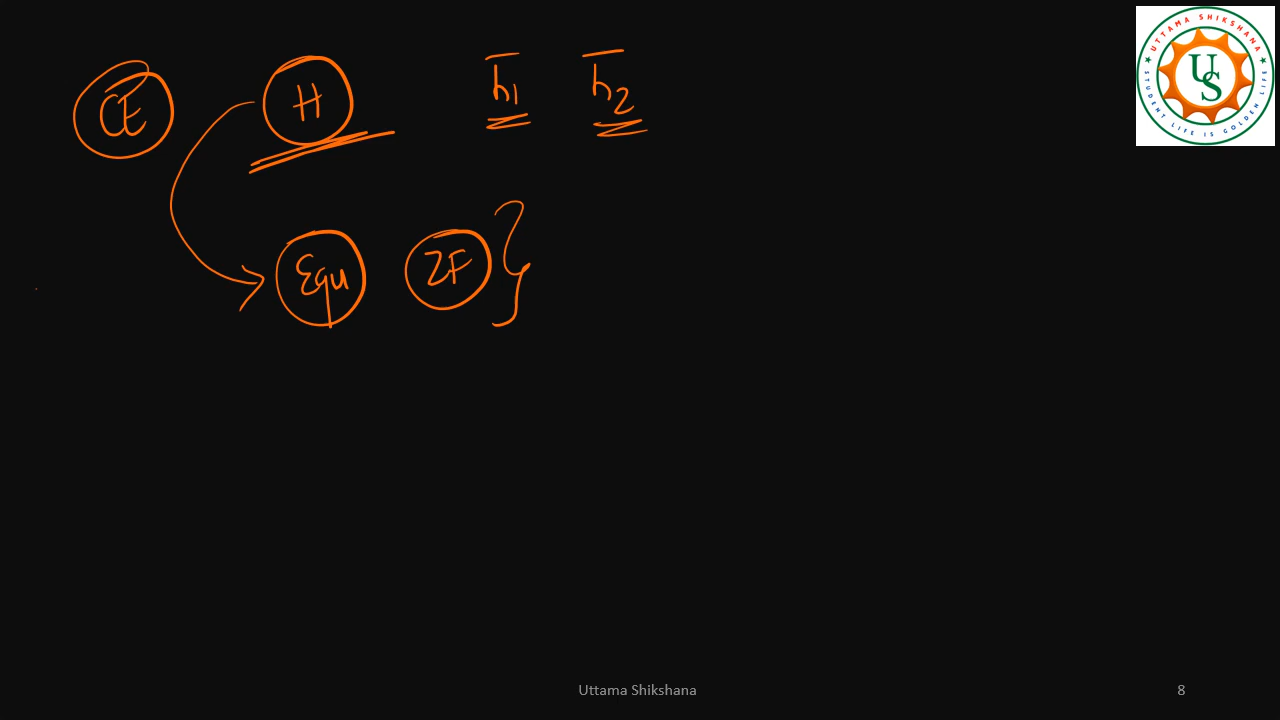 CE H h1 h2
Equ ZF }
UTTAMA SHIKSHANA
US
STUDENT LIFE IS GOLDEN LIFE
Uttama Shikshana 8